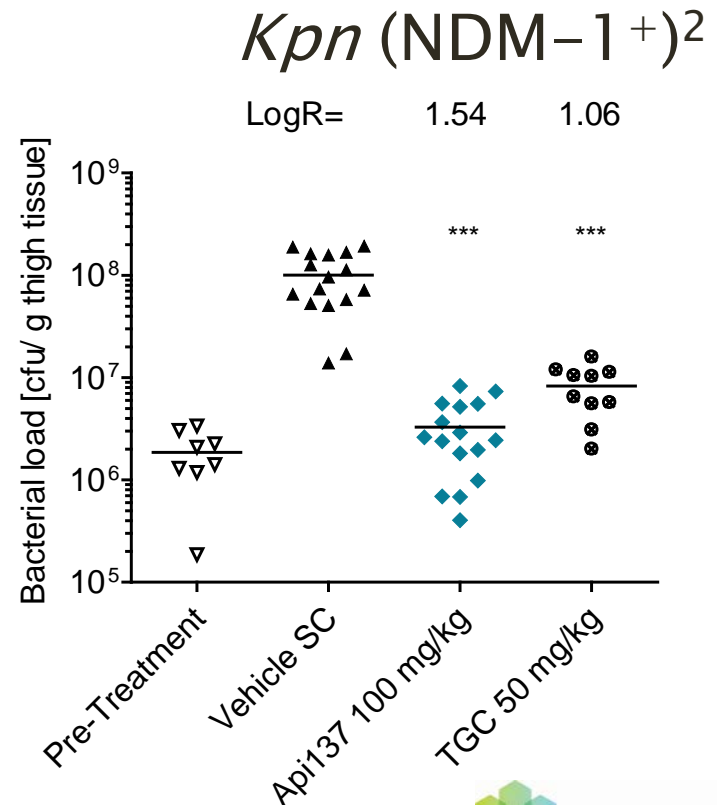 Kpn (NDM-1⁺)²
LogR= 1.54 1.06
Bacterial load [cfu/ g thigh tissue]
10⁹
*** ***
10⁸
10⁷
10⁶
10⁵
Pre-Treatment
Vehicle SC
Api137 100 mg/kg
TGC 50 mg/kg